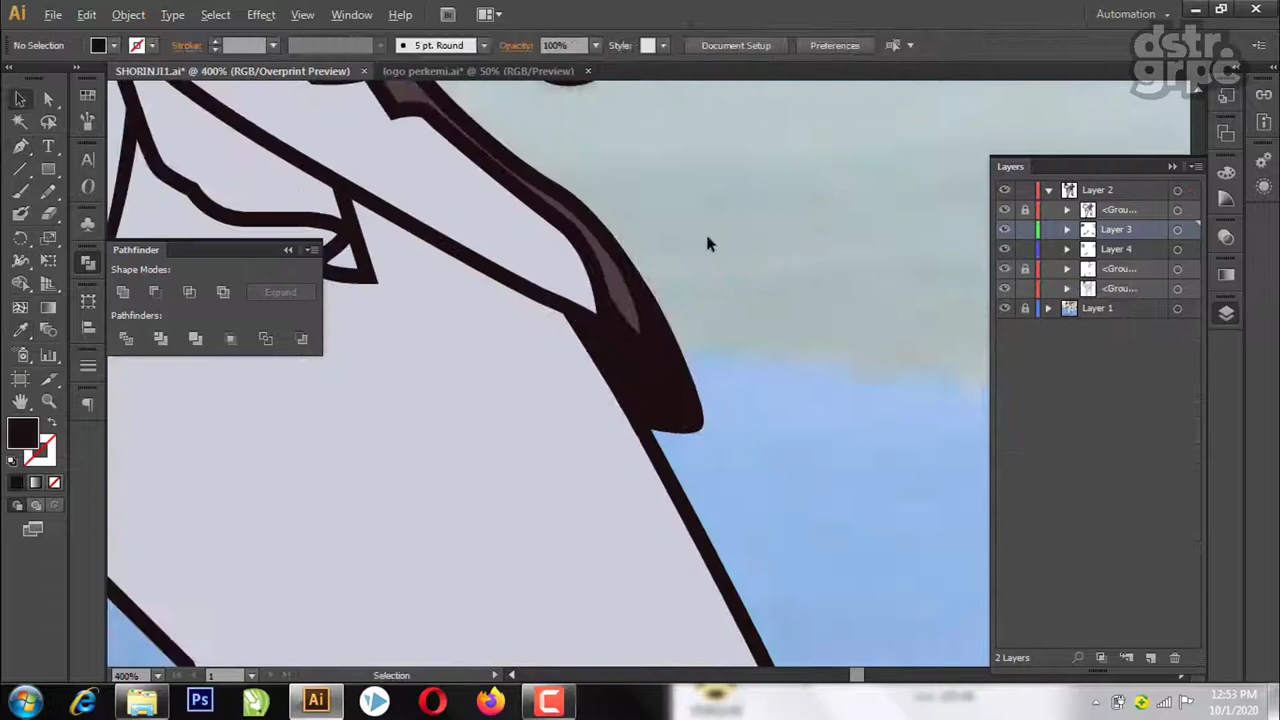 Ai File Edit Object Type Select Effect View Window Help Br Automation
No Selection Stroke: 5 pt. Round Opacity: 100% Style: Document Setup Preferences
dstr.
grpc
SHORINJI1.ai* @ 400% (RGB/Overprint Preview) × logo perkemi.ai* @ 50% (RGB/Preview) ×
Layers
Layer 2
<Grou...
Layer 3
Layer 4
<Grou...
<Grou...
Layer 1
Pathfinder
Shape Modes:
Expand
Pathfinders:
2 Layers
400% 1 Selection
Ps Ai
12:53 PM
10/1/2020